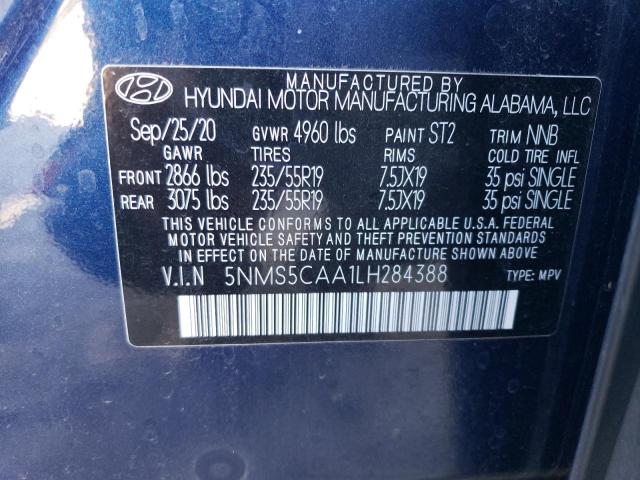 MANUFACTURED BY
HYUNDAI MOTOR MANUFACTURING ALABAMA, LLC
Sep/25/20 GVWR 4960 lbs PAINT ST2 TRIM NNB
GAWR TIRES RIMS COLD TIRE INFL
FRONT 2866 lbs 235/55R19 7.5JX19 35 psi SINGLE
REAR 3075 lbs 235/55R19 7.5JX19 35 psi SINGLE
THIS VEHICLE CONFORMS TO ALL APPLICABLE U.S.A. FEDERAL
MOTOR VEHICLE SAFETY AND THEFT PREVENTION STANDARDS
IN EFFECT ON THE DATE OF MANUFACTURE SHOWN ABOVE.
V.I.N 5NMS5CAA1LH284388 TYPE: MPV